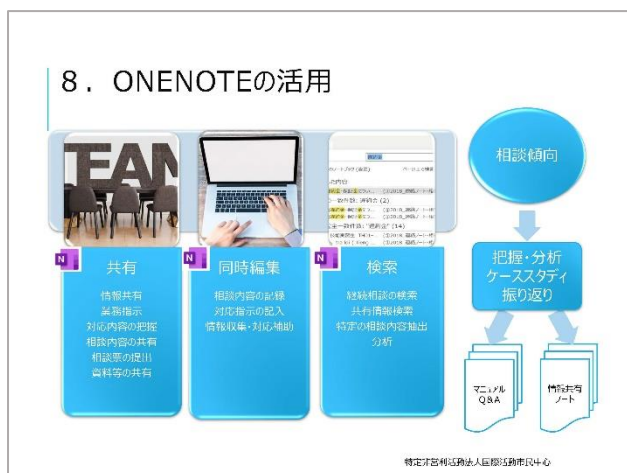 8．ONENOTEの活用
TEAM
共有
情報共有
業務指示
対応内容の把握
相談内容の共有
相談票の提出
資料等の共有
同時編集
相談内容の記録
対応指示の記入
情報収集・対応補助
検索
継続相談の検索
共有情報検索
特定の相談内容抽出
分析
相談傾向
把握・分析
ケーススタディ
振り返り
マニュアル
Q&A
情報共有
ノート
特定非営利活動法人国際活動市民中心